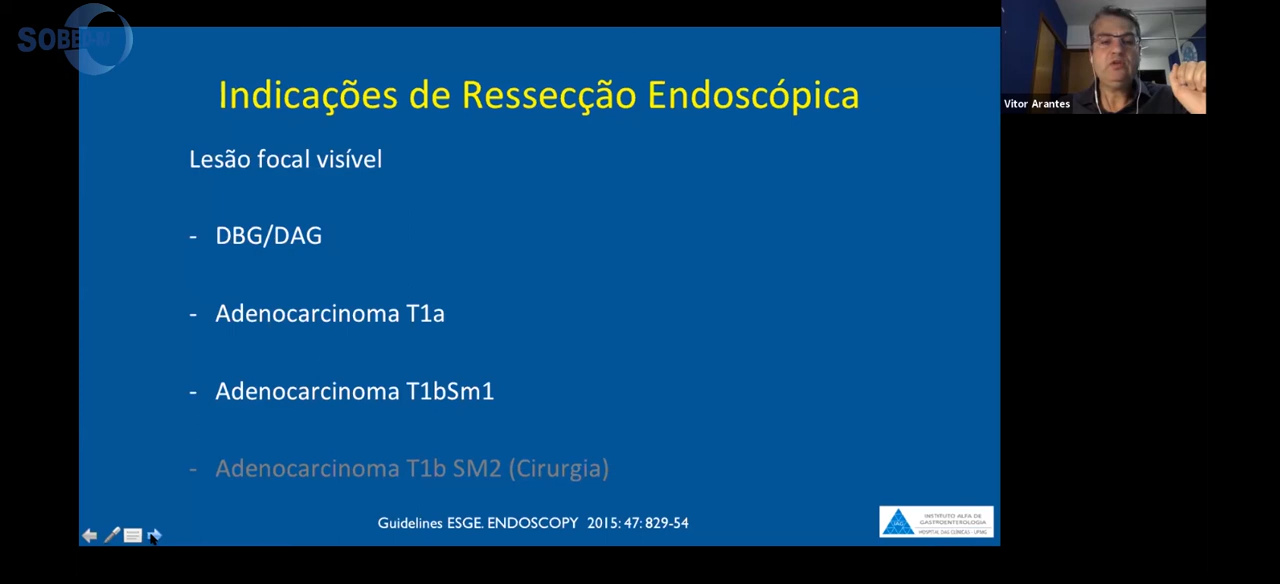 Indicações de Ressecção Endoscópica
Lesão focal visível
- DBG/DAG
- Adenocarcinoma T1a
- Adenocarcinoma T1bSm1
- Adenocarcinoma T1b SM2 (Cirurgia)
Guidelines ESGE. ENDOSCOPY 2015: 47: 829-54
INSTITUTO ALFA DE
GASTROENTEROLOGIA
HOSPITAL DAS CLÍNICAS - UFMG
Vitor Arantes